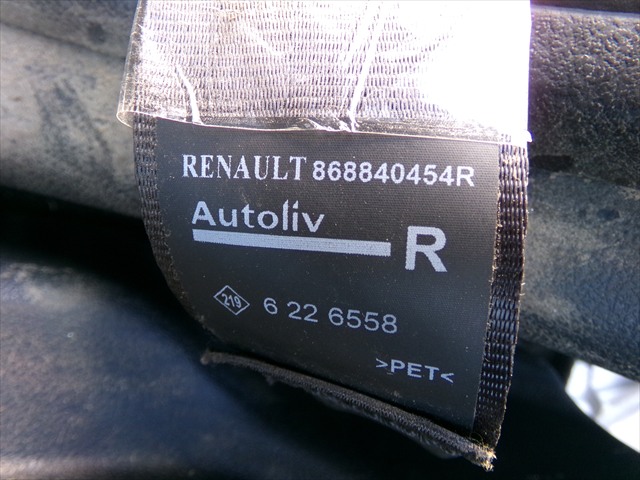 RENAULT 868840454R
Autoliv
R
219 6 22 6558
>PET<